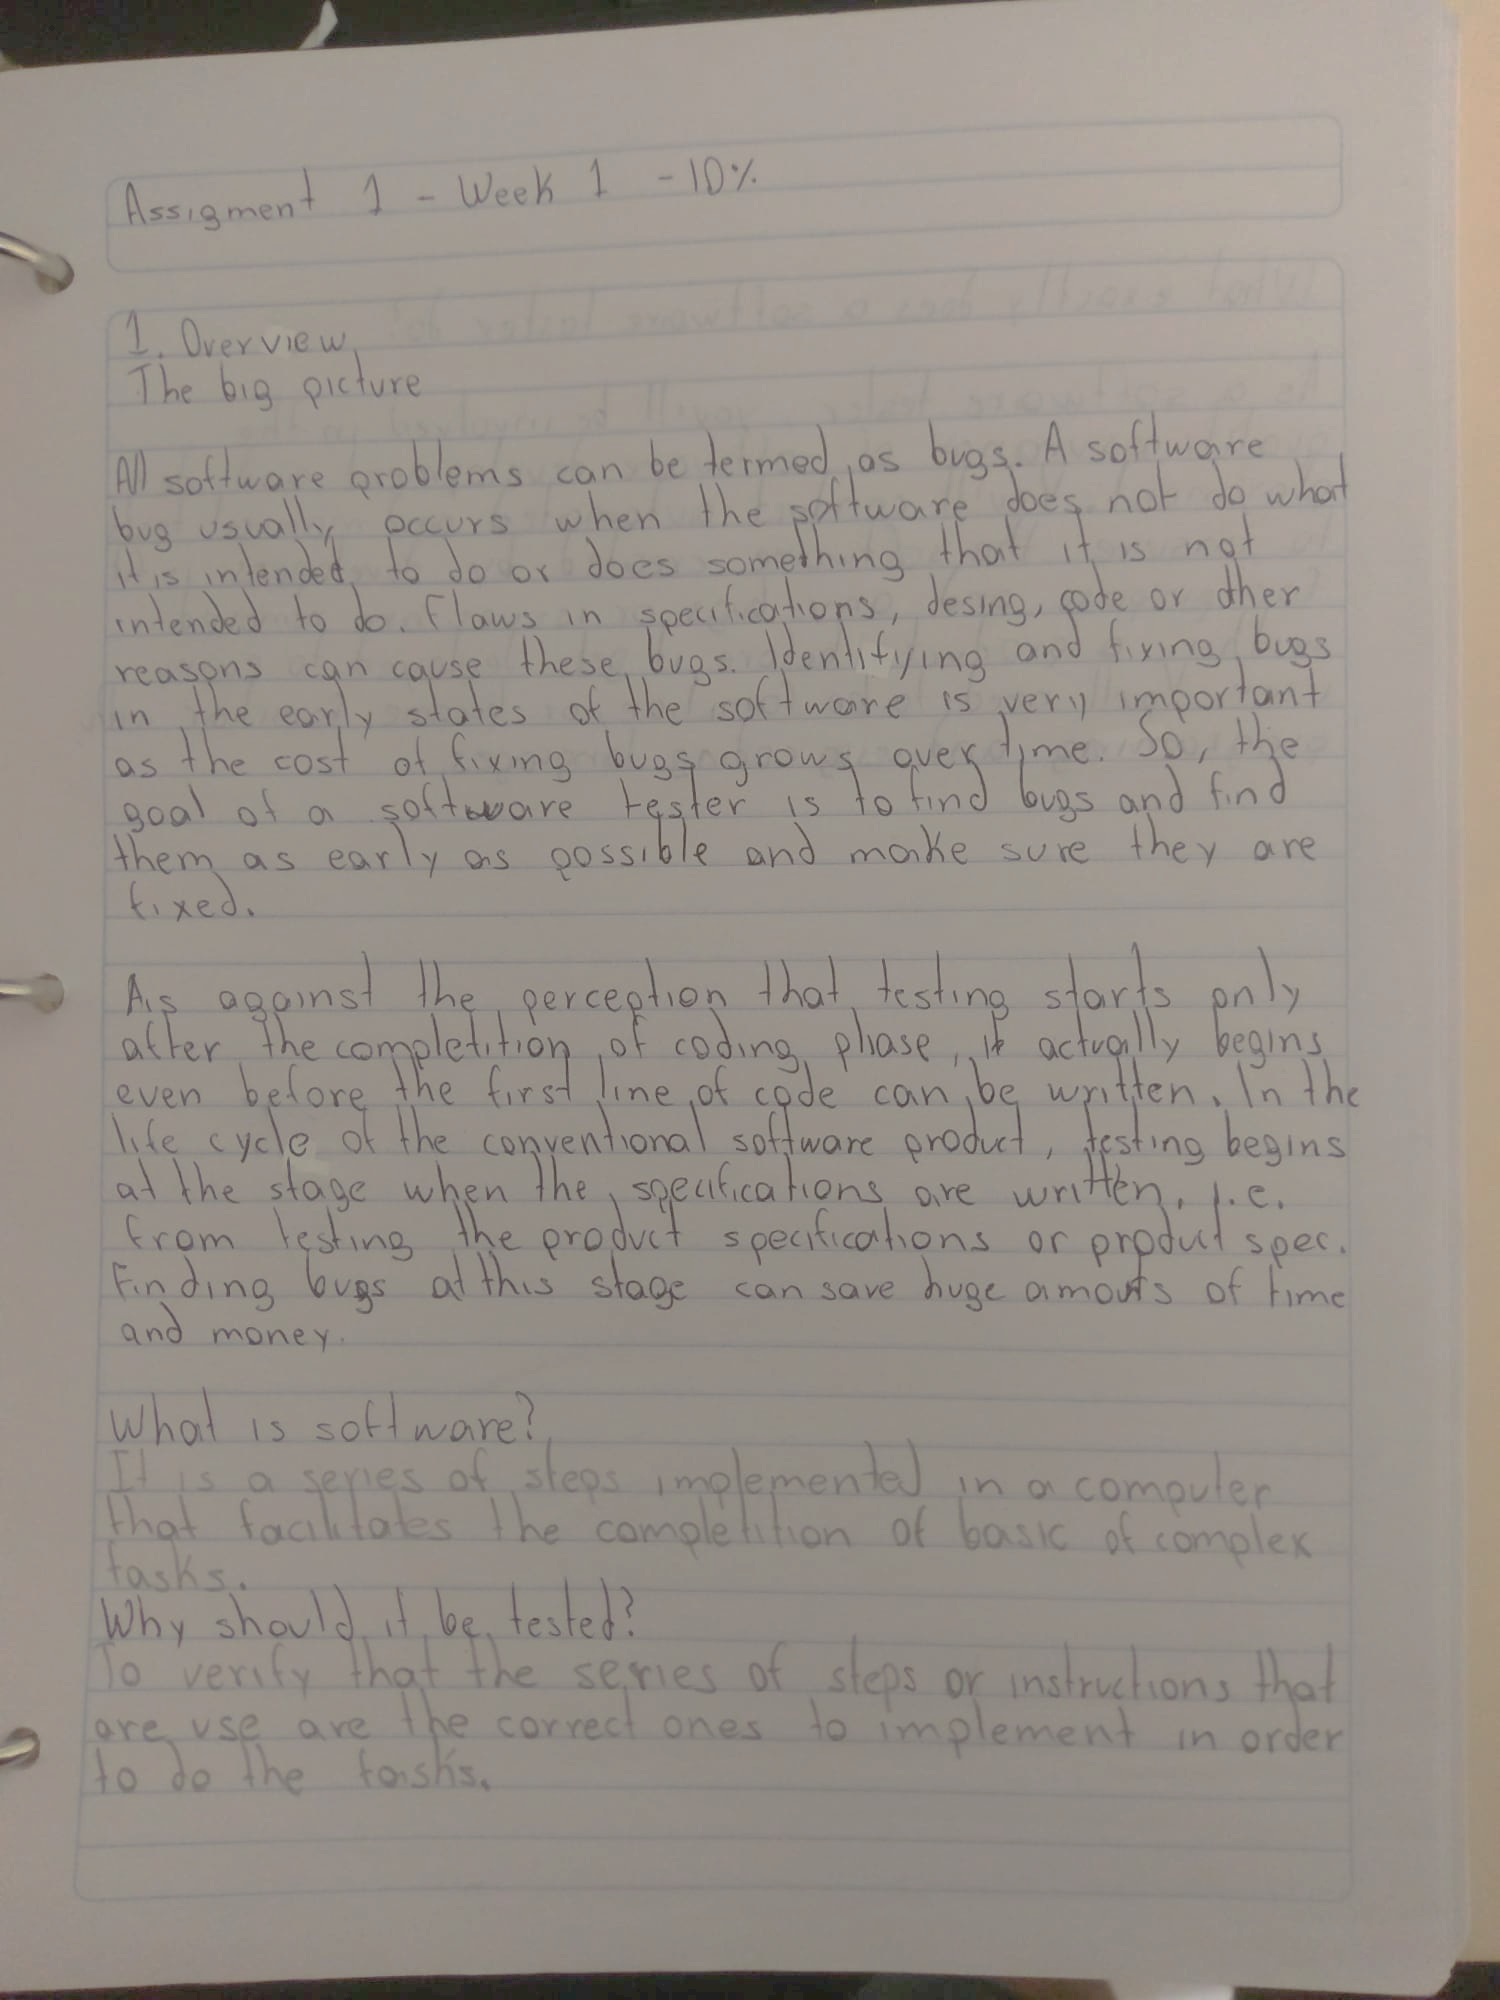 Assigment 1 - Week 1 - 10%
1. Overview
The big picture
All software problems can be termed as bugs. A software
bug usually occurs when the software does not do what
it is intended to do or does something that it is not
intended to do. Flaws in specifications, desing, code or other
reasons can cause these bugs. Identifying and fixing bugs
in the early states of the software is very important
as the cost of fixing bugs grows over time. So, the
goal of a software tester is to find bugs and find
them as early as possible and make sure they are
fixed.
As against the perception that testing starts only
after the completition of coding phase, it actually begins
even before the first line of code can be written. In the
life cycle of the conventional software product, testing begins
at the stage when the specifications are written. i.e.
from testing the product specifications or product spec.
Finding bugs at this stage can save huge amouts of time
and money.
What is software?
It is a series of steps implemented in a computer
that facilitates the completition of basic of complex
tasks.
Why should it be tested?
To verify that the series of steps or instructions that
are use are the correct ones to implement in order
to do the tasks.